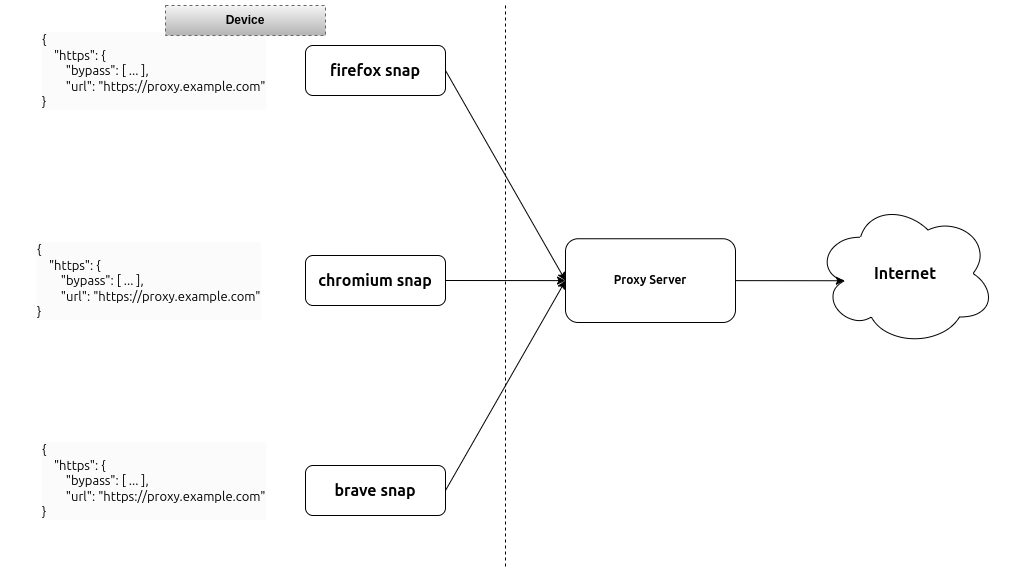 Device
{
"https": {
"bypass": [ ... ],
"url": "https://proxy.example.com"
}
firefox snap
{
"https": {
"bypass": [ ... ],
"url": "https://proxy.example.com"
}
chromium snap
Proxy Server
Internet
{
"https": {
"bypass": [ ... ],
"url": "https://proxy.example.com"
}
brave snap